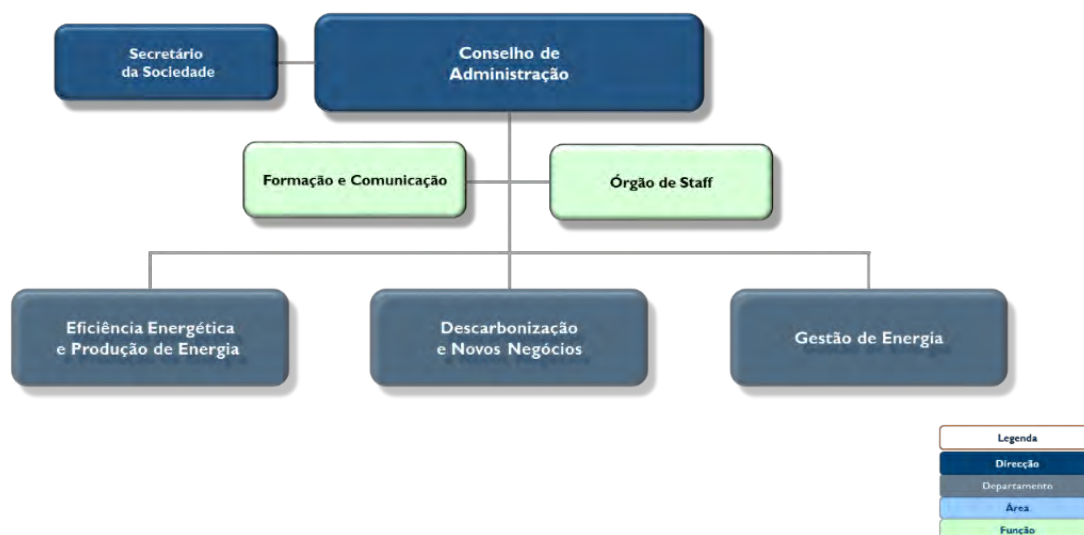 Secretário
da Sociedade
Conselho de
Administração
Formação e Comunicação
Órgão de Staff
Eficiência Energética
e Produção de Energia
Descarbonização
e Novos Negócios
Gestão de Energia
Legenda
Direcção
Departamento
Área
Função